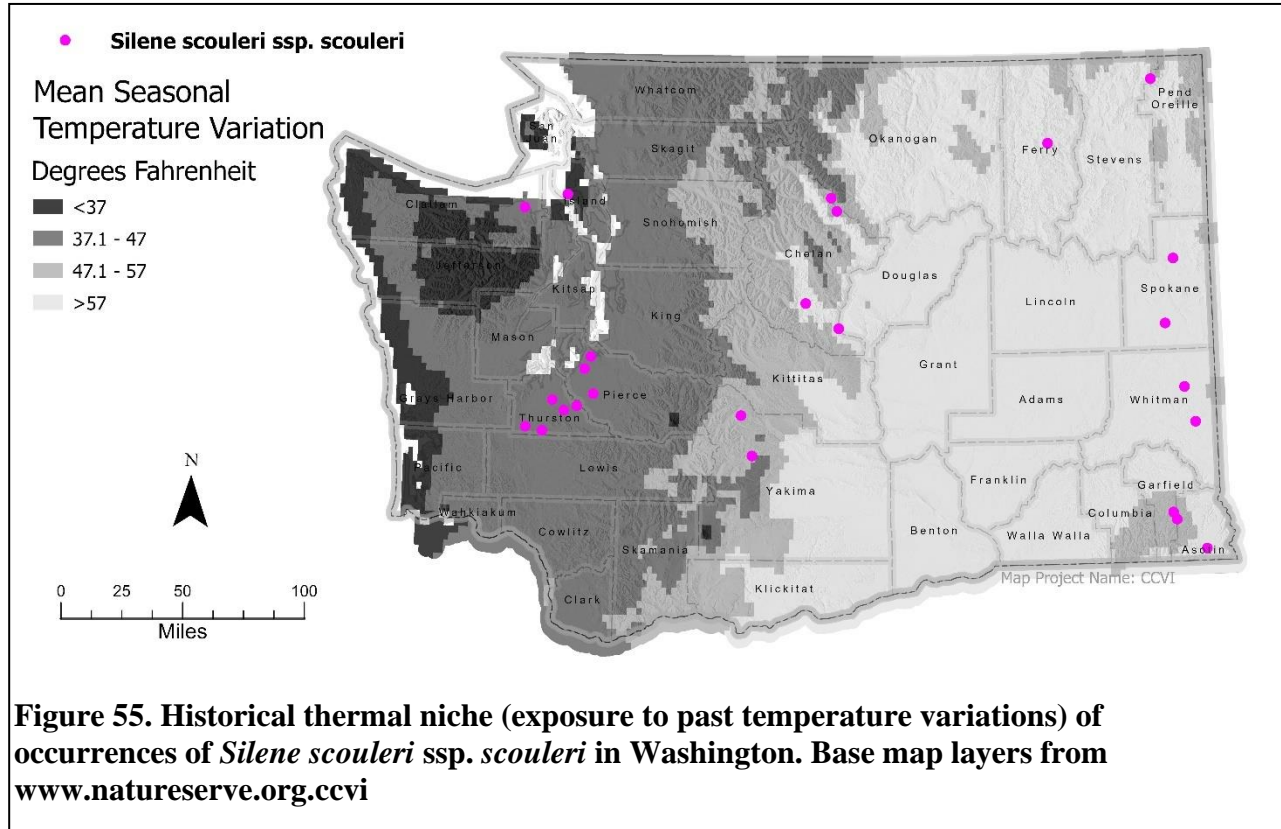 Silene scouleri ssp. scouleri
Mean Seasonal
Temperature Variation
Degrees Fahrenheit
<37
37.1 - 47
47.1 - 57
>57
N
0 25 50 100
Miles
Whatcom
San
Juan
Skagit
Island
Clallam
Snohomish
Jefferson
Kitsap
King
Mason
Grays Harbor
Pierce
Thurston
Pacific
Lewis
Wahkiakum
Cowlitz
Skamania
Clark
Okanogan
Ferry
Stevens
Pend
Oreille
Chelan
Douglas
Lincoln
Spokane
Kittitas
Grant
Adams
Whitman
Yakima
Franklin
Garfield
Columbia
Benton
Walla Walla
Asotin
Klickitat
Map Project Name: CCVI
Figure 55. Historical thermal niche (exposure to past temperature variations) of
occurrences of Silene scouleri ssp. scouleri in Washington. Base map layers from
www.natureserve.org.ccvi